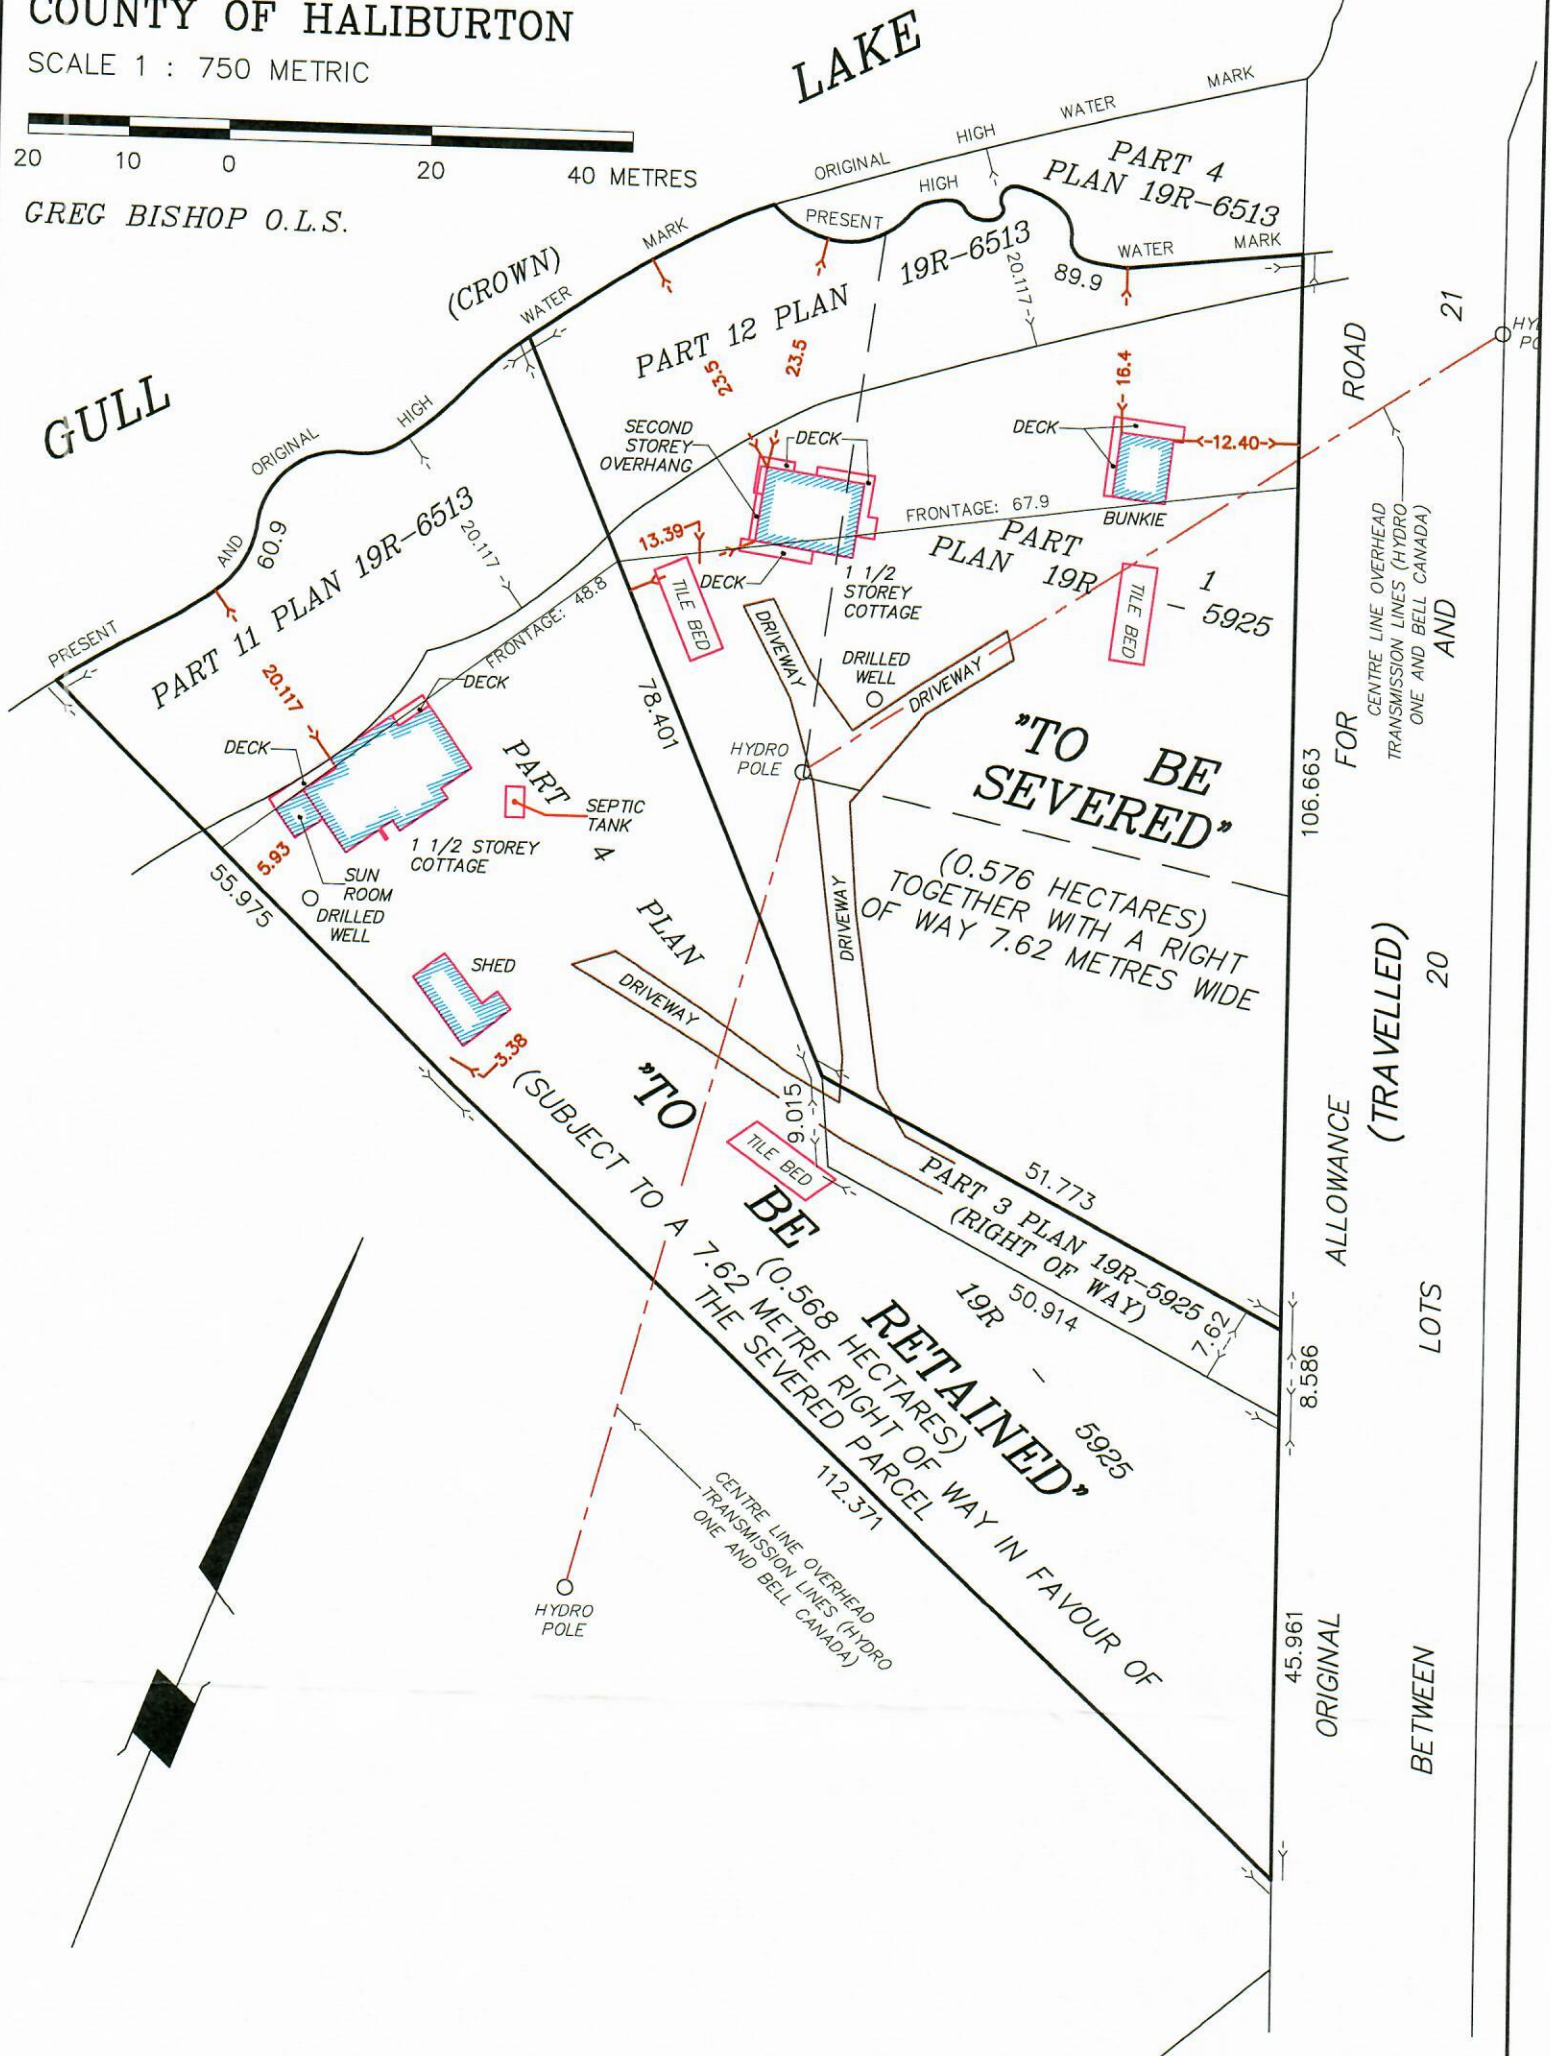 COUNTY OF HALIBURTON
SCALE 1 : 750 METRIC
20 10 0 20 40 METRES
GREG BISHOP O.L.S.
GULL
LAKE
(CROWN)
PRESENT
AND
ORIGINAL
HIGH
WATER
MARK
ORIGINAL
HIGH
WATER
MARK
PRESENT
HIGH
WATER
MARK
PART 4
PLAN 19R-6513
PART 12 PLAN
19R-6513
20.117
89.9
60.9
PART 11 PLAN 19R-6513
20.117
20.117
23.5
23.5
16.4
12.40
SECOND
STOREY
OVERHANG
DECK
DECK
FRONTAGE: 67.9
BUNKIE
PART
PLAN 19R
1
- 5925
13.39
TILE BED
DECK
1 1/2
STOREY
COTTAGE
TILE BED
FRONTAGE: 48.8
DECK
DECK
DRIVEWAY
DRILLED
WELL
DRIVEWAY
78.401
HYDRO
POLE
"TO BE
SEVERED"
(0.576 HECTARES)
TOGETHER WITH A RIGHT
OF WAY 7.62 METRES WIDE
PART
4
PLAN
SEPTIC
TANK
1 1/2 STOREY
COTTAGE
5.93
SUN
ROOM
55.975
DRILLED
WELL
SHED
DRIVEWAY
DRIVEWAY
3.38
9.015
TILE BED
"TO
BE
RETAINED"
(0.568 HECTARES)
(SUBJECT TO A 7.62 METRE RIGHT OF WAY IN FAVOUR OF
THE SEVERED PARCEL
PART 3 PLAN 19R-5925
(RIGHT OF WAY)
51.773
50.914
7.62
19R
-
5925
112.371
CENTRE LINE OVERHEAD
TRANSMISSION LINES (HYDRO
ONE AND BELL CANADA)
HYDRO
POLE
106.663
8.586
45.961
ORIGINAL
ALLOWANCE
FOR
ROAD
(TRAVELLED)
CENTRE LINE OVERHEAD
TRANSMISSION LINES (HYDRO
ONE AND BELL CANADA)
BETWEEN
LOTS
20
AND
21